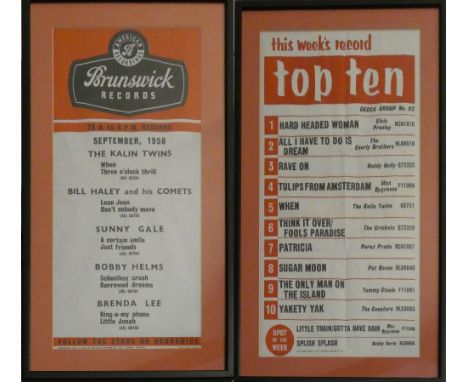 AMERICAN
RECORDINGS
B
Brunswick
RECORDS
78 & 45 R.P.M. RECORDS
SEPTEMBER, 1958
THE KALIN TWINS
When
Three o'clock thrill
BILL HALEY and his COMETS
Lean Jean
Don't nobody move
SUNNY GALE
A certain smile
Just friends
BOBBY HELMS
Schoolboy crush
Borrowed dreams
BRENDA LEE
Ring-a-my phone
Little Jonah
FOLLOW THE STARS ON BRUNSWICK
this week's record
top ten
DECCA GROUP No. 62
1 HARD HEADED WOMAN Elvis Presley
2 ALL I HAVE TO DO IS DREAM The Everly Brothers
3 RAVE ON Buddy Holly Q72325
4 TULIPS FROM AMSTERDAM Max Bygraves
5 WHEN The Kalin Twins 05751
6 THINK IT OVER/ FOOLS PARADISE The Crickets Q72329
7 PATRICIA Perez Prado
8 SUGAR MOON Pat Boone
9 THE ONLY MAN ON THE ISLAND Tommy Steele F11041
10 YAKETY YAK The Coasters
SPOT OF THE WEEK
LITTLE TRAIN/GOTTA HAVE RAIN Max Bygraves
SPLISH SPLASH Bobby Darin